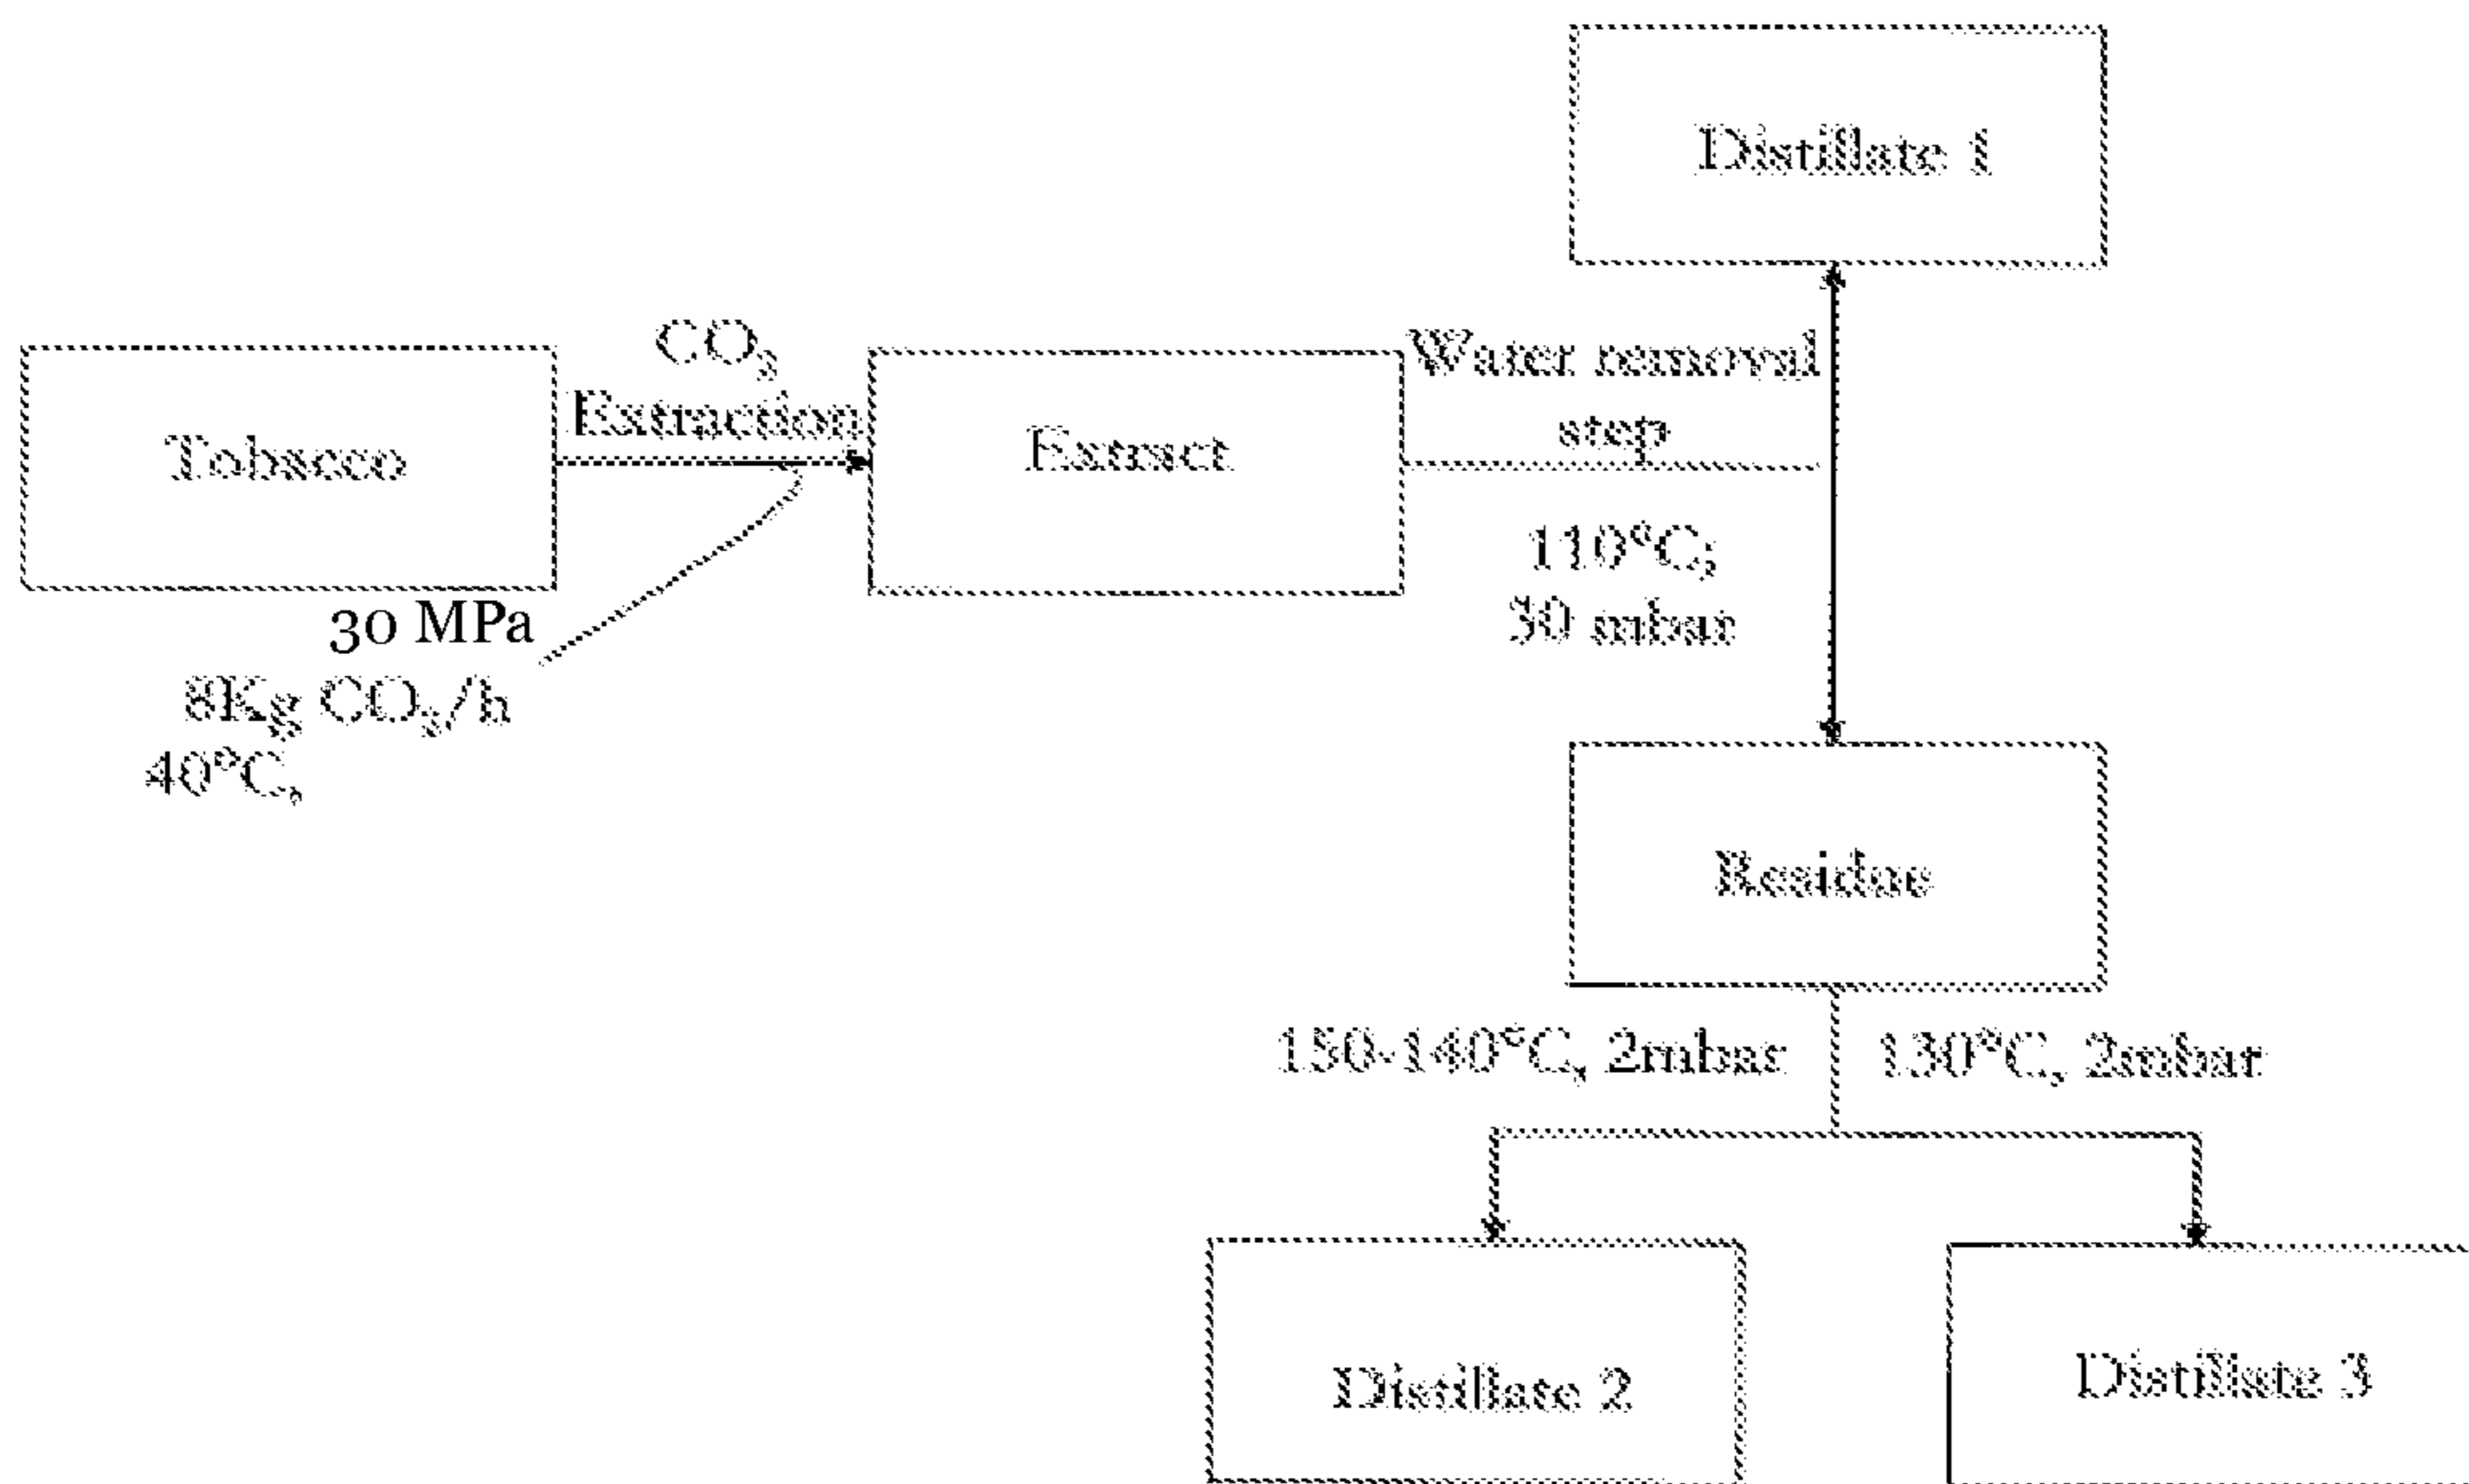 Distillate 1
CO₂
Extraction
Water removal
step
Tobacco
Extract
110°C;
mbar
30 MPa
8Kg CO₂/h
40°C,
Residue
150-140°C, 2mbar
130°C, 2mbar
Distillate 2
Distillate 3